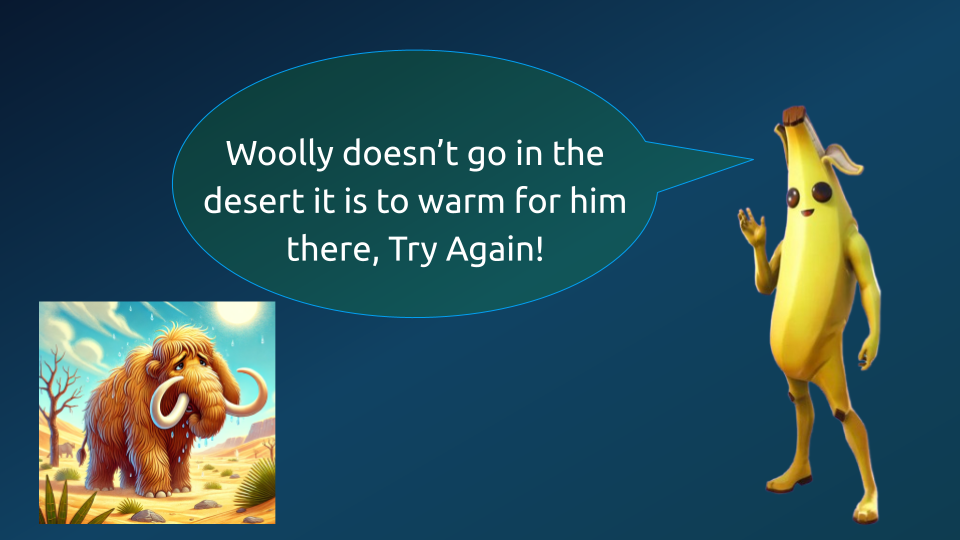 Woolly doesn’t go in the
desert it is to warm for him
there, Try Again!